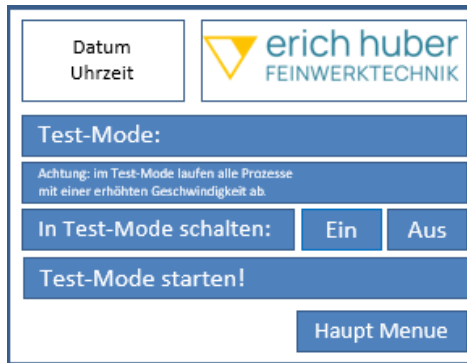 Datum
Uhrzeit
erich huber
FEINWERKTECHNIK
Test-Mode:
Achtung: im Test-Mode laufen alle Prozesse
mit einer erhöhten Geschwindigkeit ab.
In Test-Mode schalten:
Ein
Aus
Test-Mode starten!
Haupt Menue